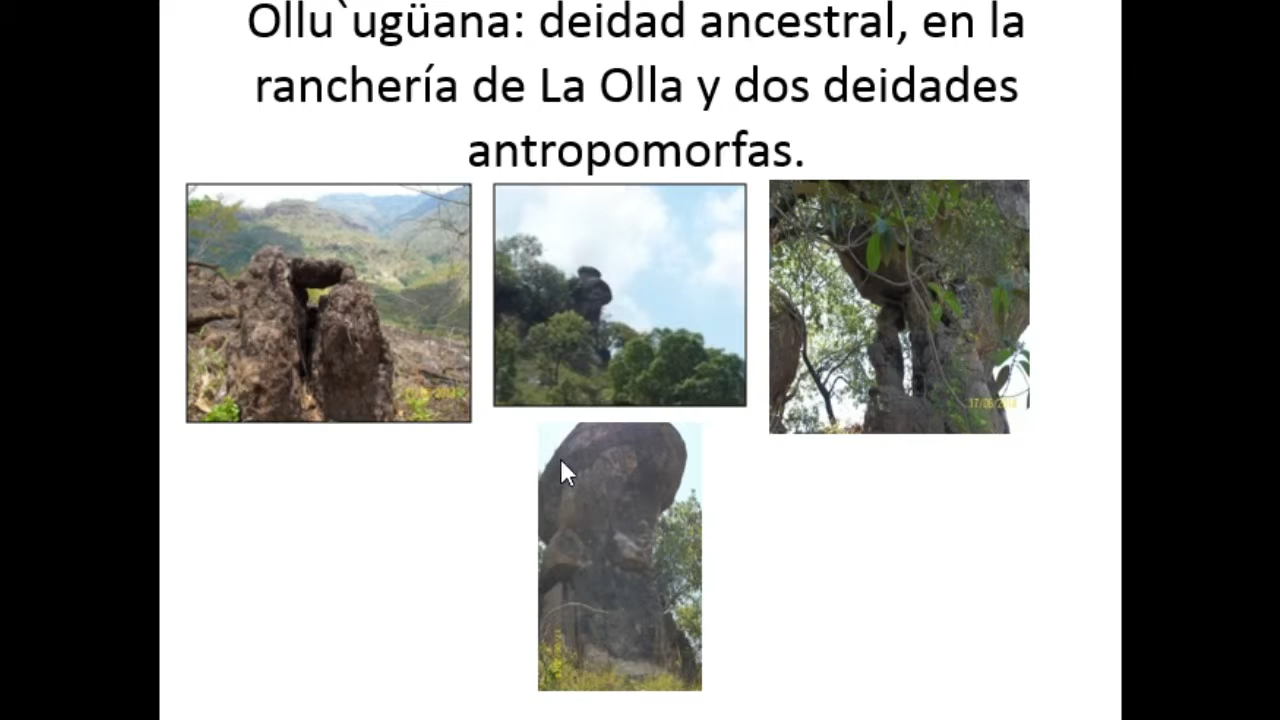 Ollu`ugüana: deidad ancestral, en la
ranchería de La Olla y dos deidades
antropomorfas.